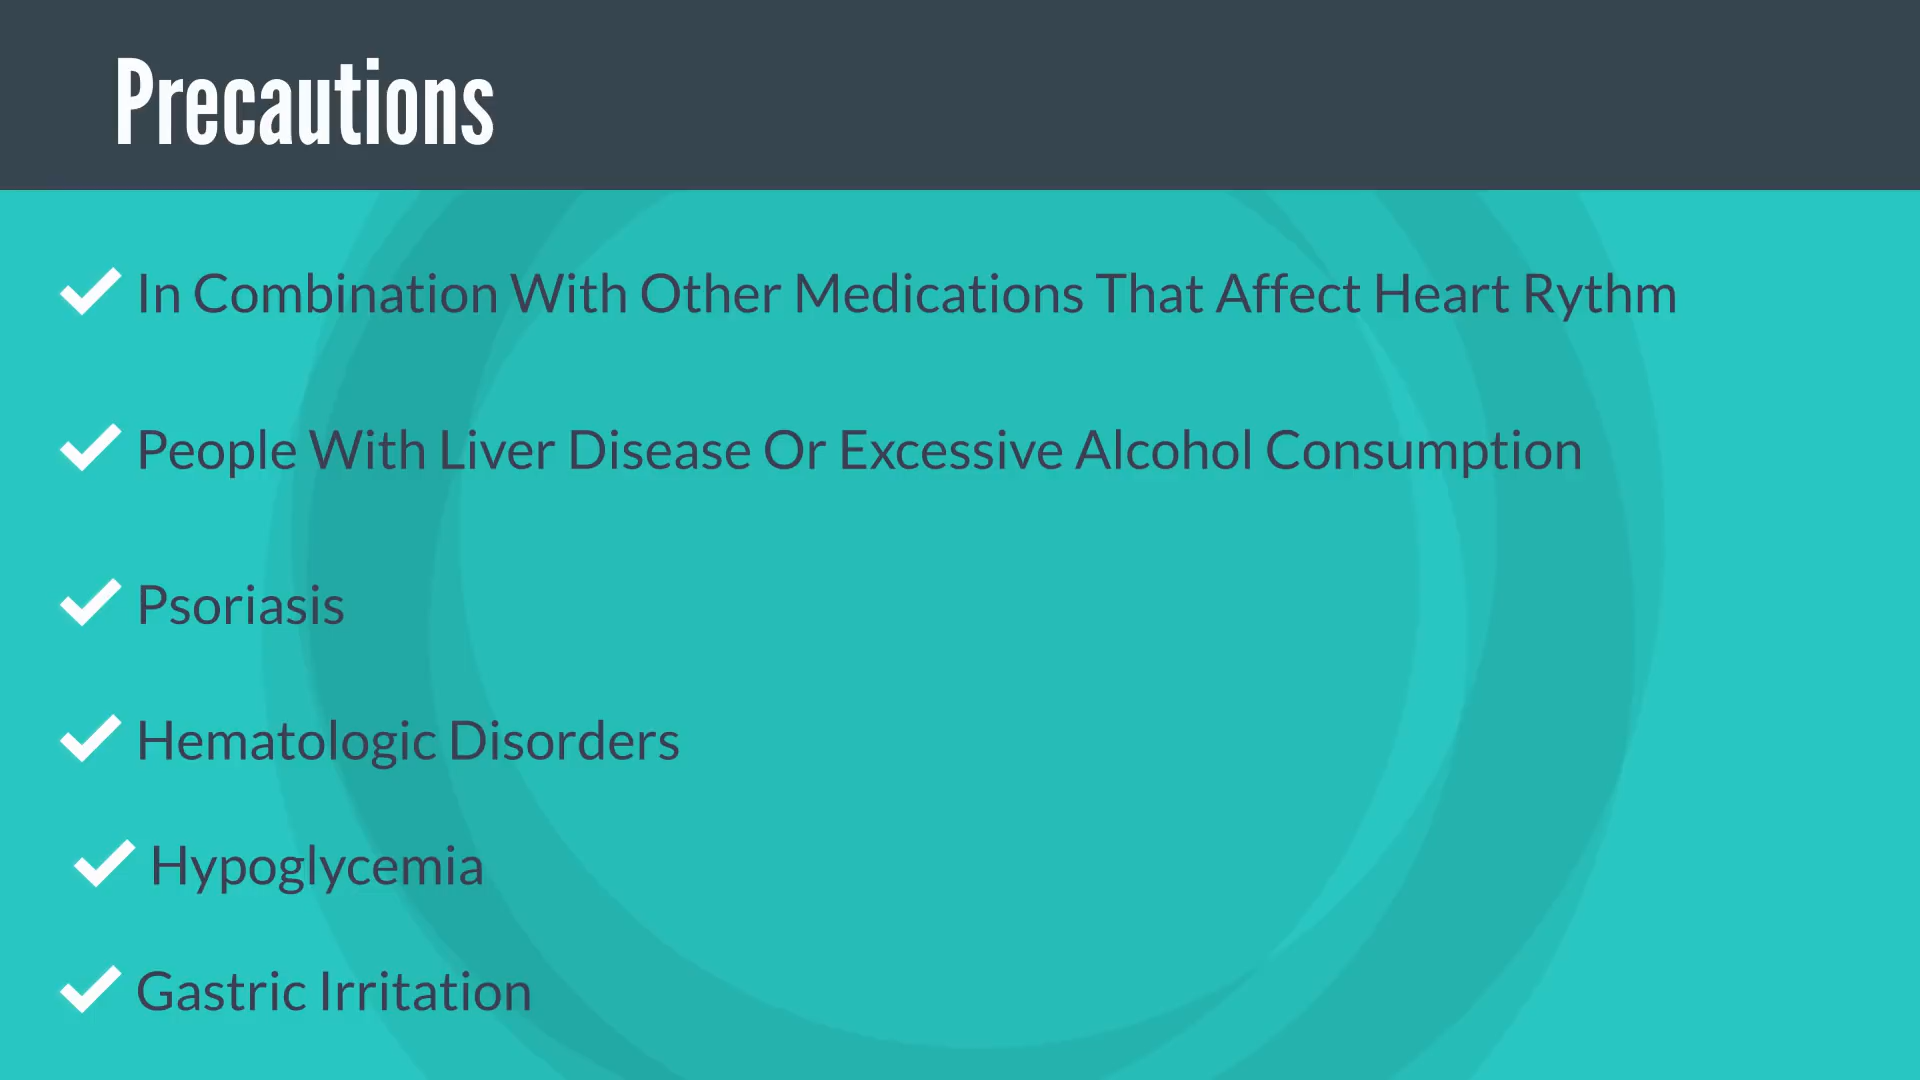 Precautions
In Combination With Other Medications That Affect Heart Rythm
People With Liver Disease Or Excessive Alcohol Consumption
Psoriasis
Hematologic Disorders
Hypoglycemia
Gastric Irritation